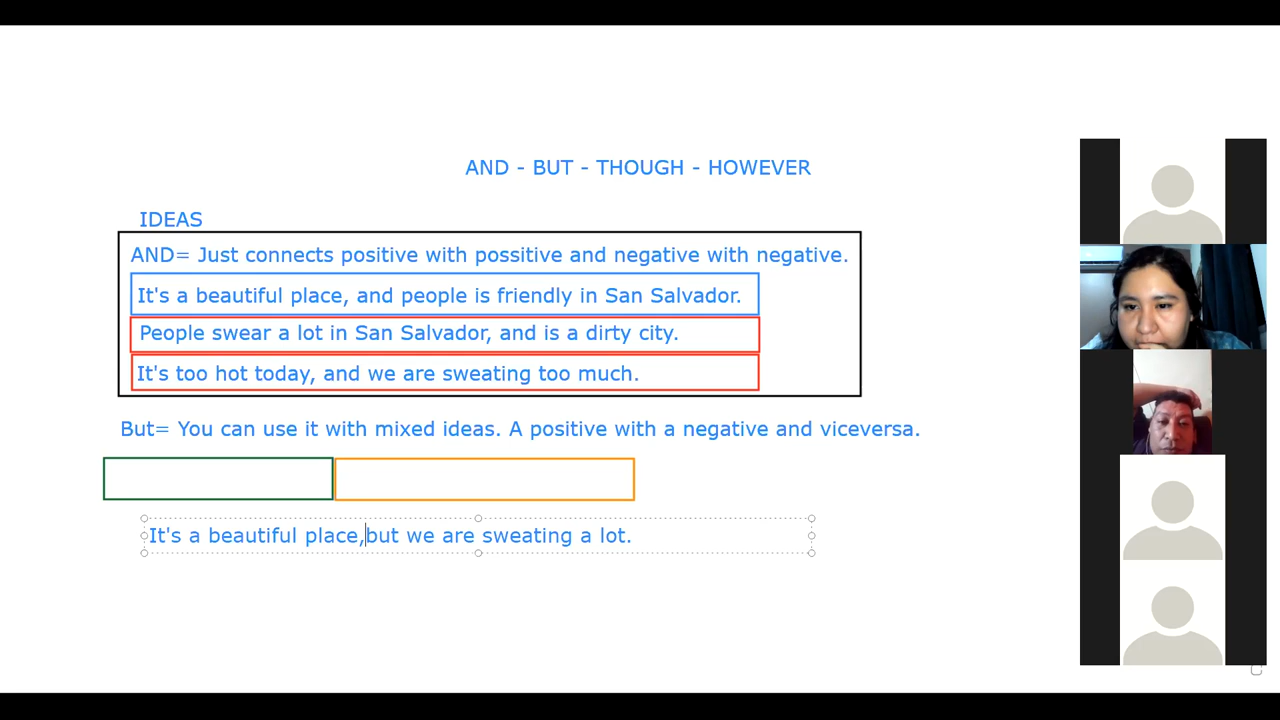 AND - BUT - THOUGH - HOWEVER
IDEAS
AND= Just connects positive with possitive and negative with negative.
It's a beautiful place, and people is friendly in San Salvador.
People swear a lot in San Salvador, and is a dirty city.
It's too hot today, and we are sweating too much.
But= You can use it with mixed ideas. A positive with a negative and viceversa.
It's a beautiful place,but we are sweating a lot.